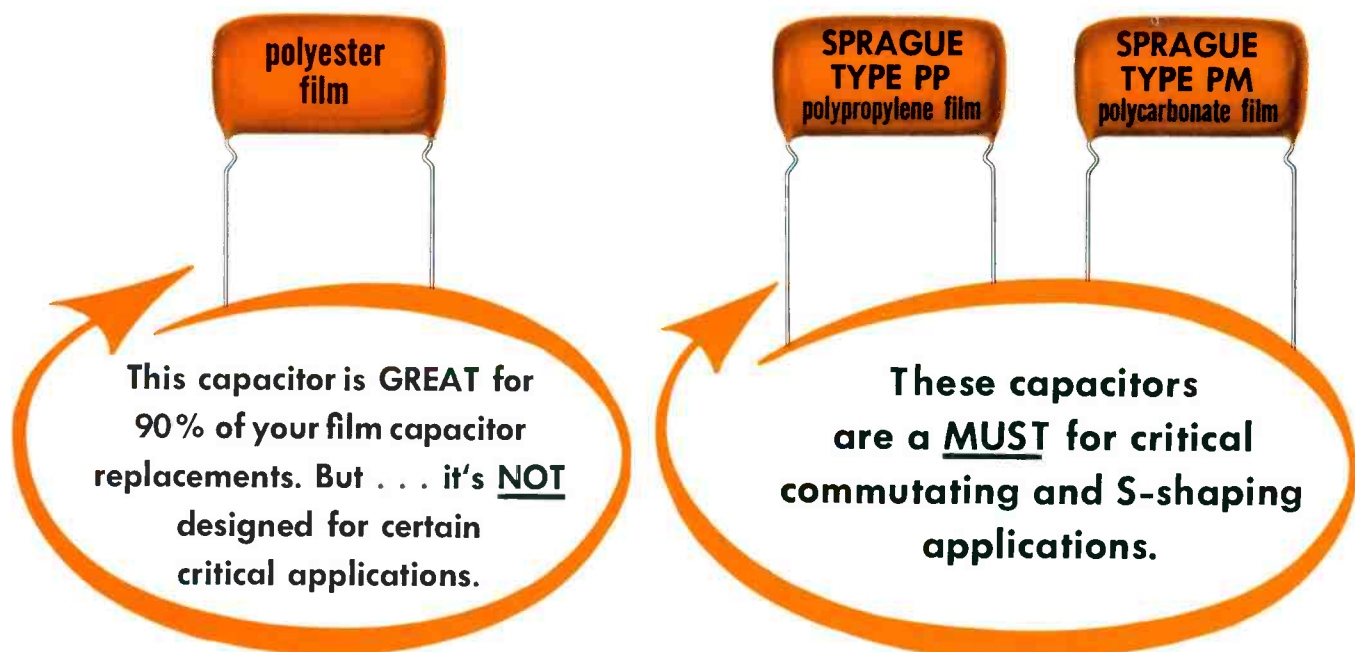 polyester
film
SPRAGUE
TYPE PP
polypropylene film
SPRAGUE
TYPE PM
polycarbonate film
This capacitor is GREAT for
90% of your film capacitor
replacements. But . . . it's NOT
designed for certain
critical applications.
These capacitors
are a MUST for critical
commutating and S-shaping
applications.